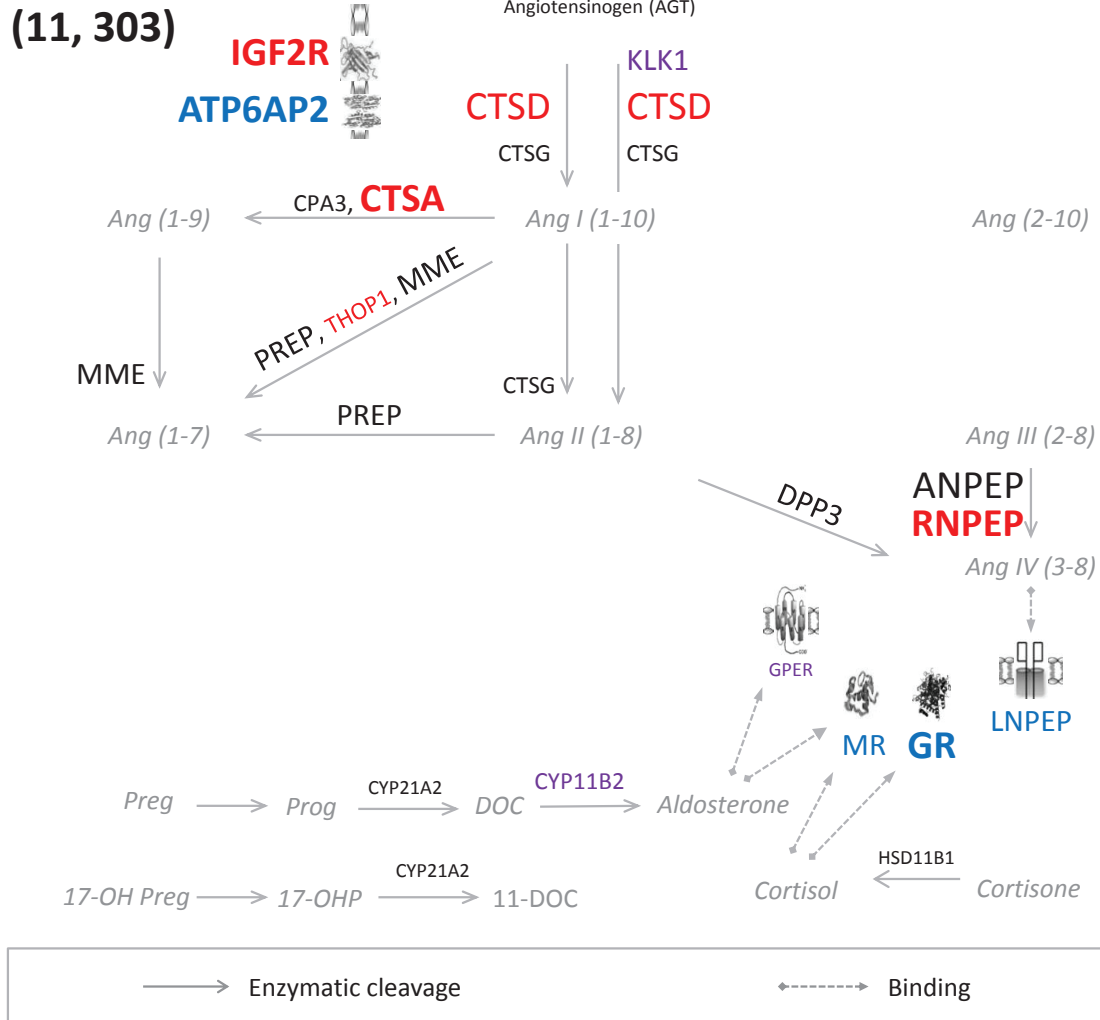 (11, 303)
Angiotensinogen (AGT)
IGF2R
ATP6AP2
KLK1
CTSD
CTSD
CTSG
CTSG
Ang (1-9)
CPA3, CTSA
Ang I (1-10)
Ang (2-10)
PREP, THOP1, MME
MME
CTSG
Ang (1-7)
PREP
Ang II (1-8)
Ang III (2-8)
DPP3
ANPEP
RNPEP
Ang IV (3-8)
GPER
LNPEP
MR
GR
Preg
Prog
CYP21A2
DOC
CYP11B2
Aldosterone
17-OH Preg
17-OHP
CYP21A2
11-DOC
Cortisol
HSD11B1
Cortisone
Enzymatic cleavage
Binding